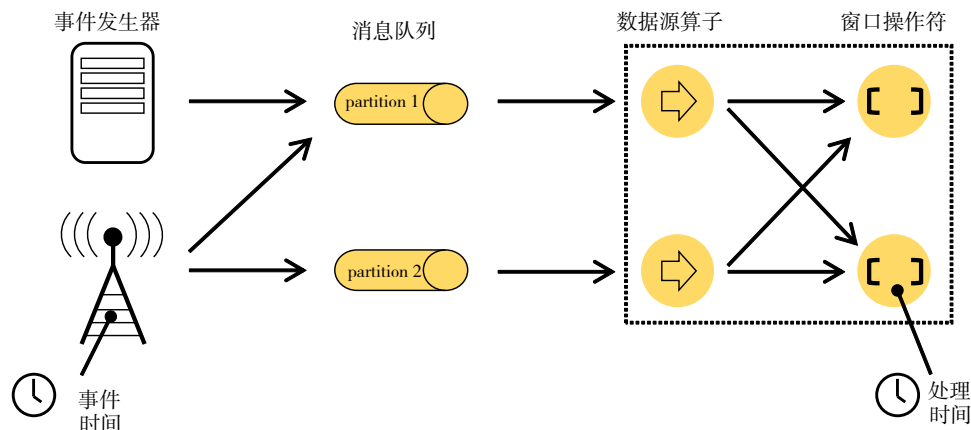 事件发生器
消息队列
数据源算子
窗口操作符
partition 1
partition 2
事件
时间
处理
时间